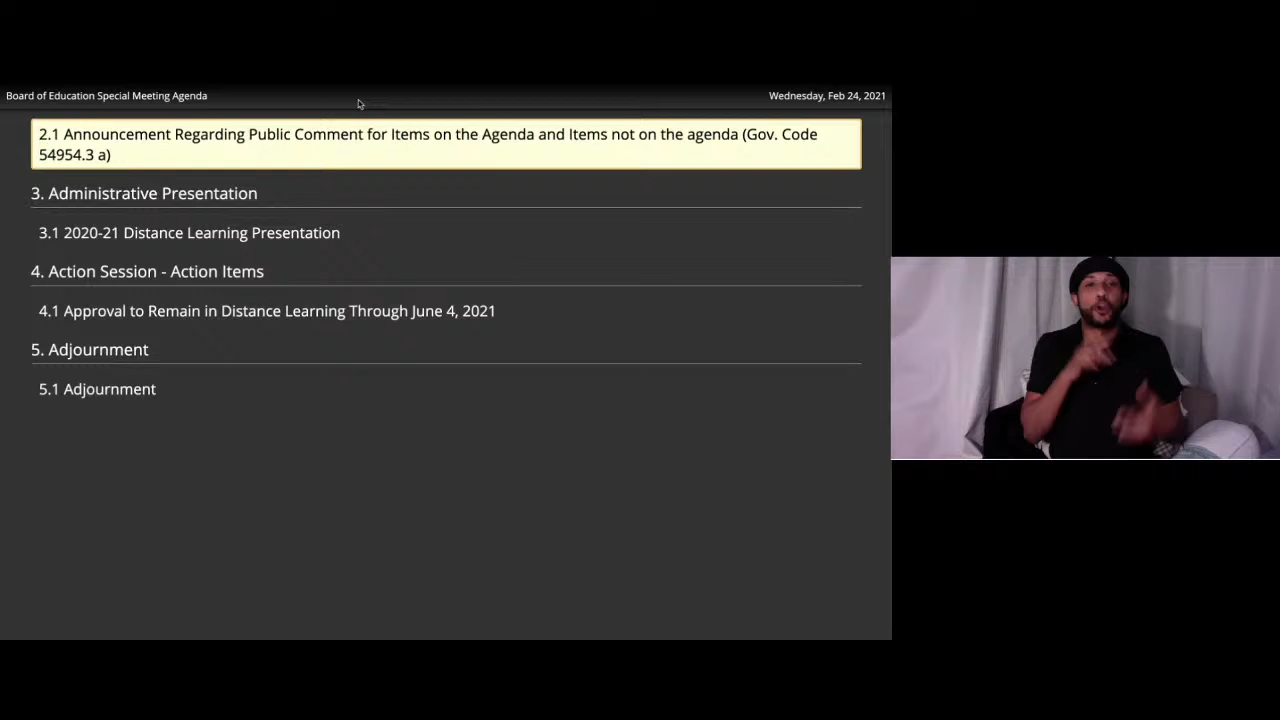 Board of Education Special Meeting Agenda
Wednesday, Feb 24, 2021
2.1 Announcement Regarding Public Comment for Items on the Agenda and Items not on the agenda (Gov. Code
54954.3 a)
3. Administrative Presentation
3.1 2020-21 Distance Learning Presentation
4. Action Session - Action Items
4.1 Approval to Remain in Distance Learning Through June 4, 2021
5. Adjournment
5.1 Adjournment